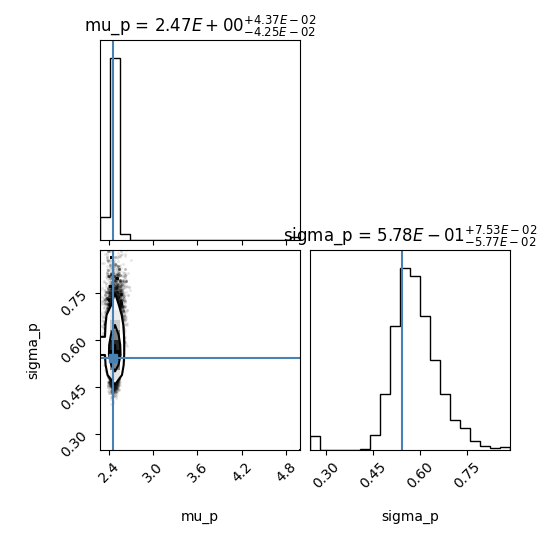 mu_p = 2.47E + 00^{+4.37E-02}_{-4.25E-02}
sigma_p = 5.78E - 01^{+7.53E-02}_{-5.77E-02}
0.75
0.60
0.45
0.30
sigma_p
2.4 3.0 3.6 4.2 4.8
mu_p
0.30 0.45 0.60 0.75
sigma_p